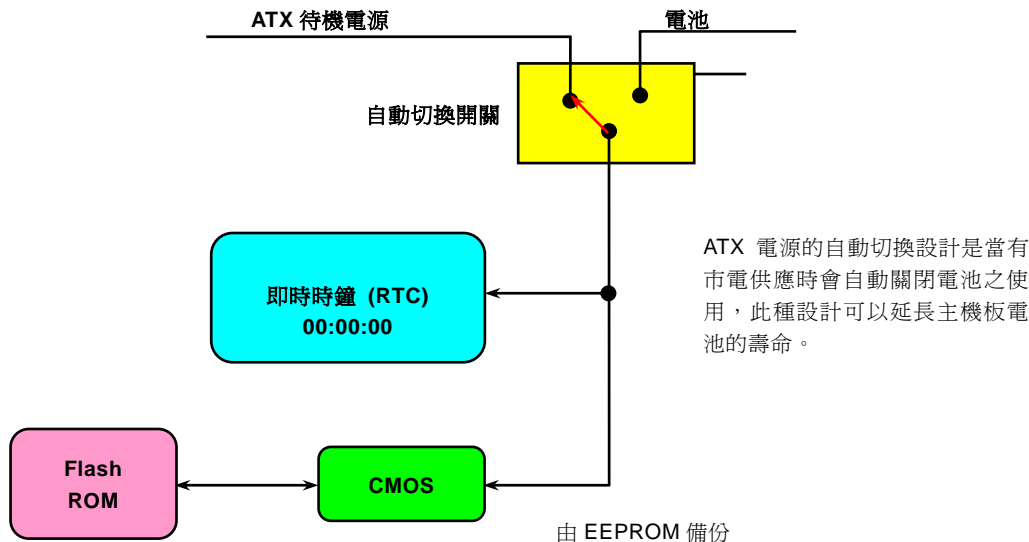 ATX 待機電源
電池
自動切換開關
ATX 電源的自動切換設計是當有
市電供應時會自動關閉電池之使
用，此種設計可以延長主機板電
池的壽命。
即時時鐘 (RTC)
00:00:00
Flash
ROM
CMOS
由 EEPROM 備份